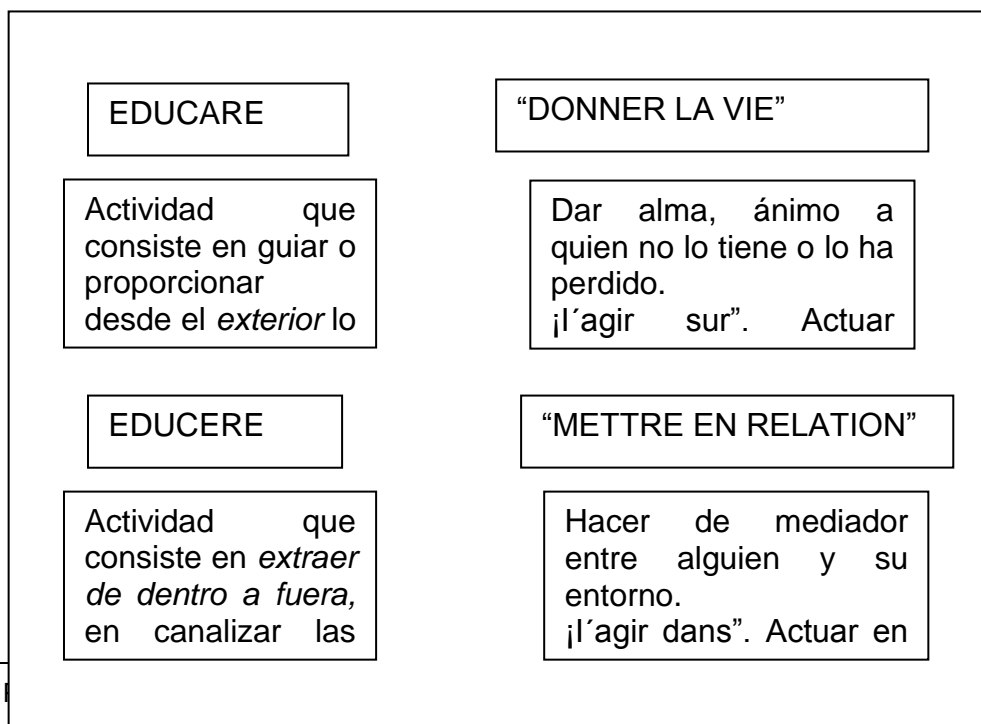 EDUCARE
“DONNER LA VIE”
Actividad que
consiste en guiar o
proporcionar
desde el exterior lo
Dar alma, ánimo a
quien no lo tiene o lo ha
perdido.
¡l´agir sur”. Actuar
EDUCERE
“METTRE EN RELATION”
Actividad que
consiste en extraer
de dentro a fuera,
en canalizar las
Hacer de mediador
entre alguien y su
entorno.
¡l´agir dans”. Actuar en